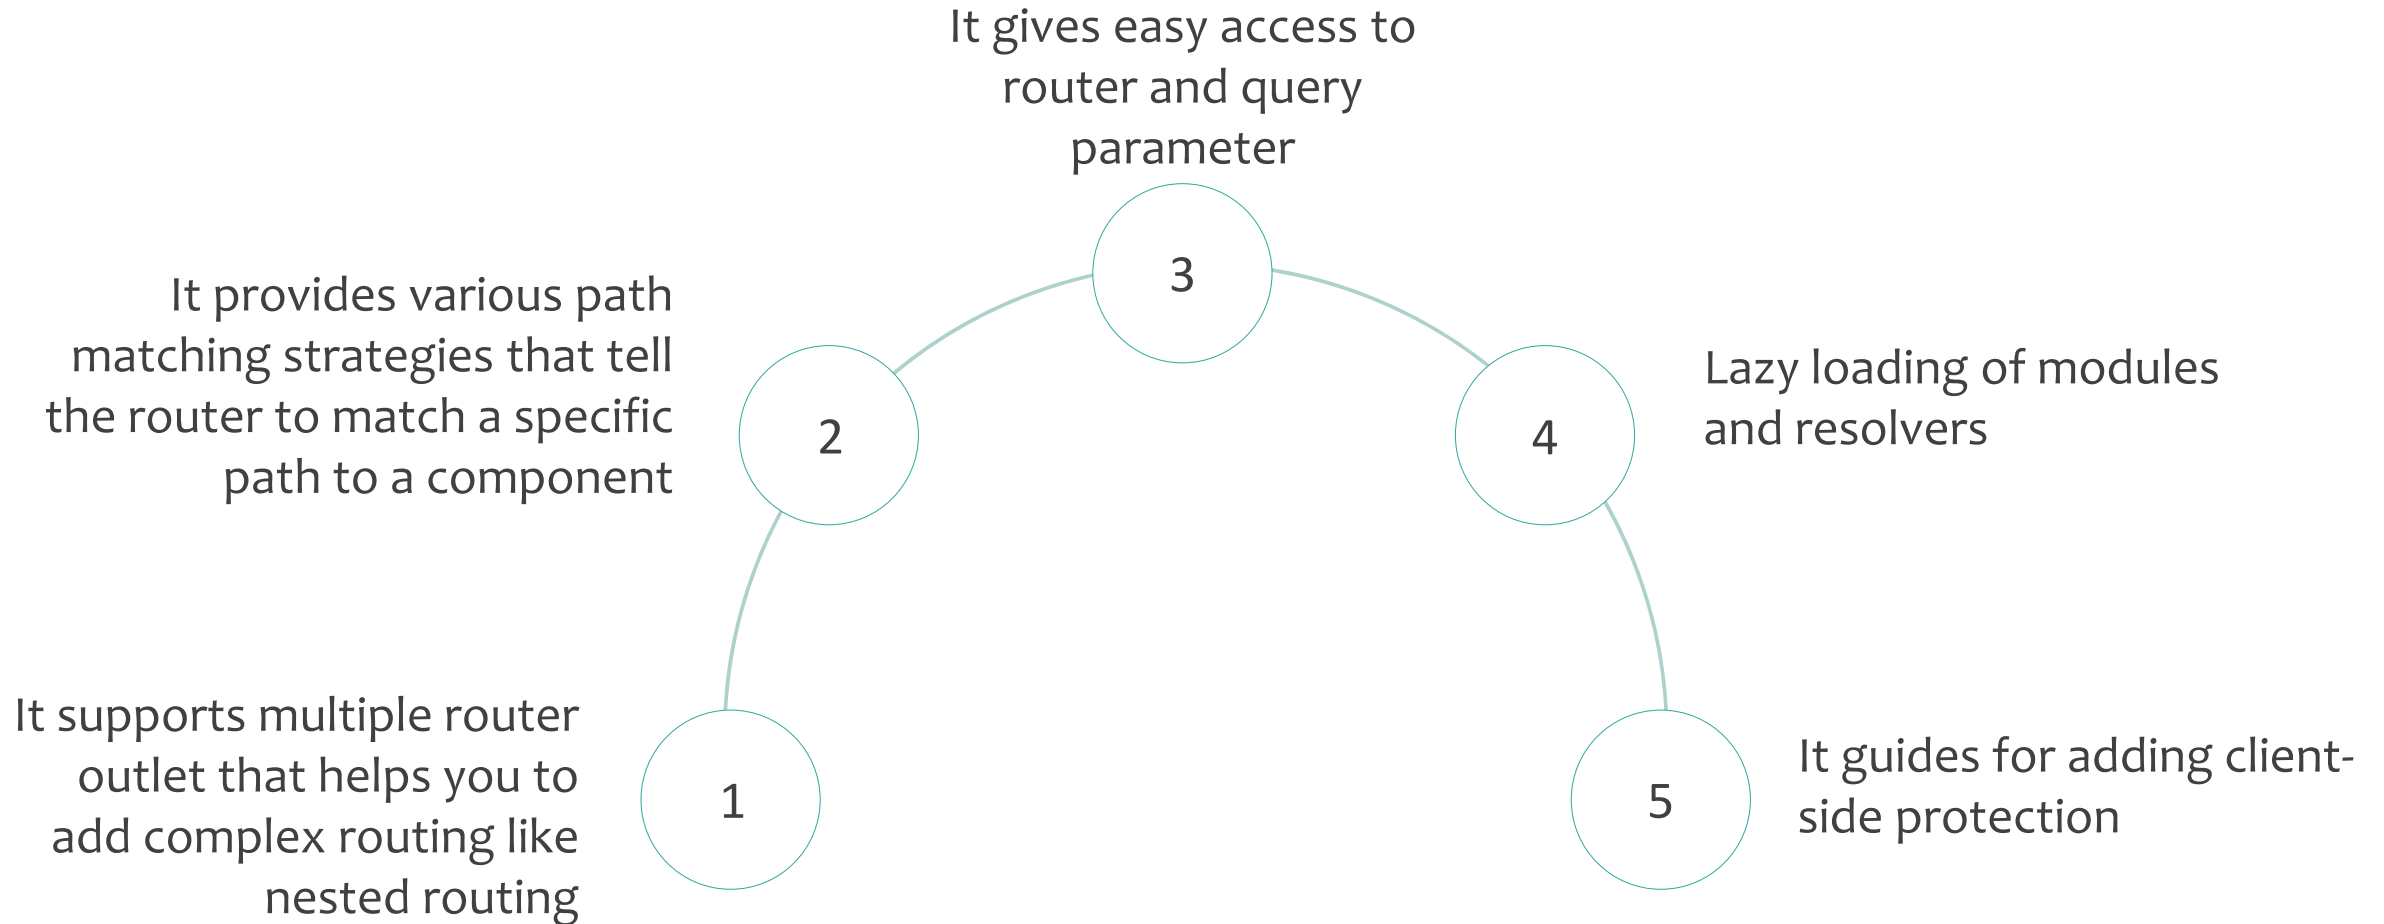 It gives easy access to
router and query
parameter
3
It provides various path
matching strategies that tell
the router to match a specific
path to a component
2
4
Lazy loading of modules
and resolvers
It supports multiple router
outlet that helps you to
add complex routing like
nested routing
1
5
It guides for adding client-
side protection